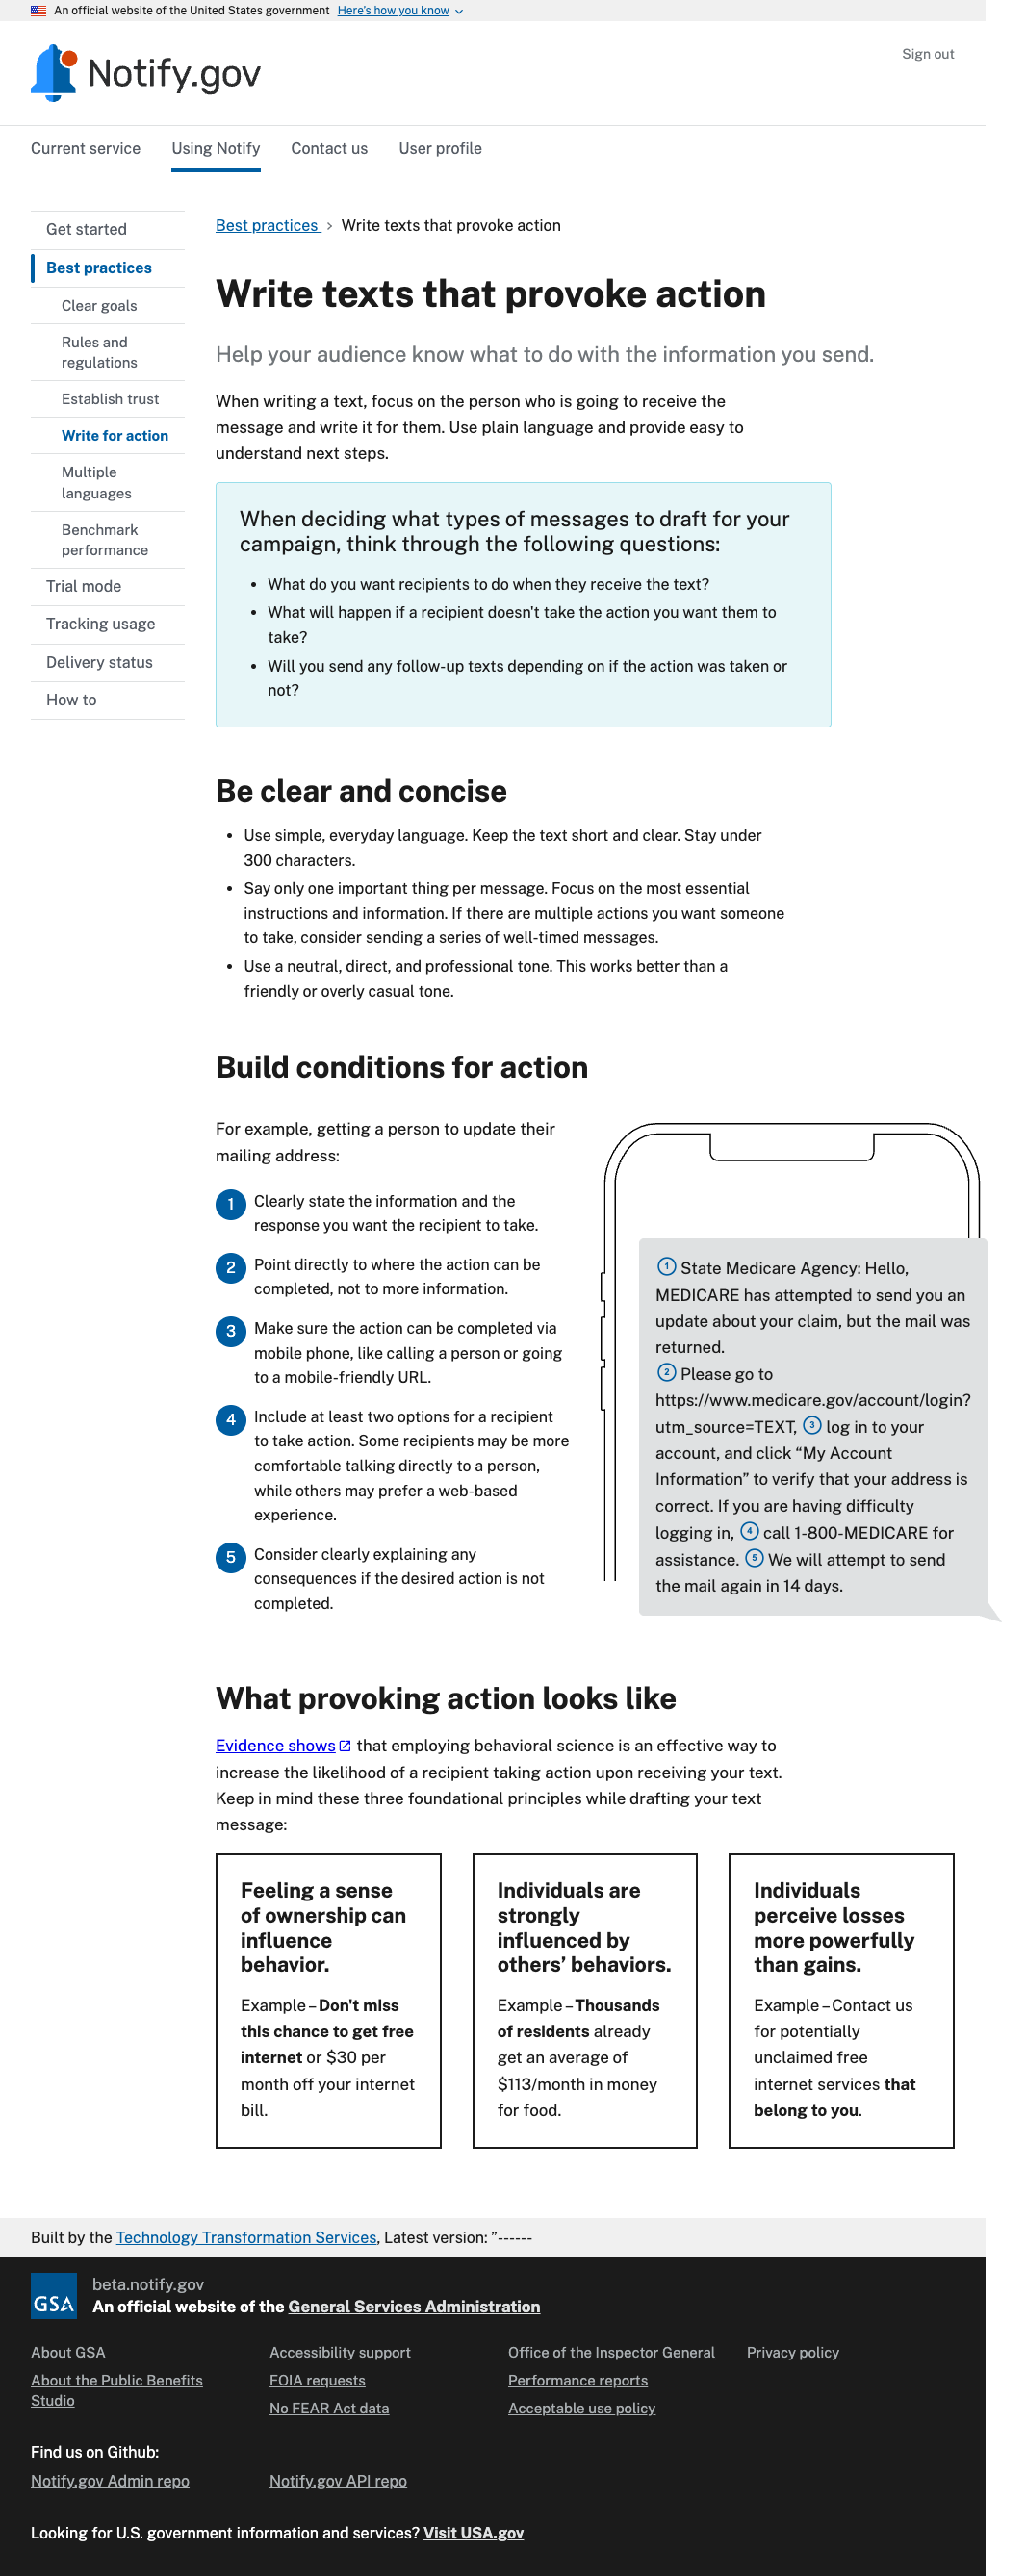 An official website of the United States government Here's how you know
Notify.gov
Sign out
Current service Using Notify Contact us User profile
Get started
Best practices
Clear goals
Rules and
regulations
Establish trust
Write for action
Multiple
languages
Benchmark
performance
Trial mode
Tracking usage
Delivery status
How to
Best practices > Write texts that provoke action
Write texts that provoke action
Help your audience know what to do with the information you send.
When writing a text, focus on the person who is going to receive the
message and write it for them. Use plain language and provide easy to
understand next steps.
When deciding what types of messages to draft for your
campaign, think through the following questions:
• What do you want recipients to do when they receive the text?
• What will happen if a recipient doesn't take the action you want them to
take?
• Will you send any follow-up texts depending on if the action was taken or
not?
Be clear and concise
• Use simple, everyday language. Keep the text short and clear. Stay under
300 characters.
• Say only one important thing per message. Focus on the most essential
instructions and information. If there are multiple actions you want someone
to take, consider sending a series of well-timed messages.
• Use a neutral, direct, and professional tone. This works better than a
friendly or overly casual tone.
Build conditions for action
For example, getting a person to update their
mailing address:
1 Clearly state the information and the
response you want the recipient to take.
2 Point directly to where the action can be
completed, not to more information.
3 Make sure the action can be completed via
mobile phone, like calling a person or going
to a mobile-friendly URL.
4 Include at least two options for a recipient
to take action. Some recipients may be more
comfortable talking directly to a person,
while others may prefer a web-based
experience.
5 Consider clearly explaining any
consequences if the desired action is not
completed.
1 State Medicare Agency: Hello,
MEDICARE has attempted to send you an
update about your claim, but the mail was
returned.
2 Please go to
https://www.medicare.gov/account/login?
utm_source=TEXT, 3 log in to your
account, and click “My Account
Information” to verify that your address is
correct. If you are having difficulty
logging in, 4 call 1-800-MEDICARE for
assistance. 5 We will attempt to send
the mail again in 14 days.
What provoking action looks like
Evidence shows that employing behavioral science is an effective way to
increase the likelihood of a recipient taking action upon receiving your text.
Keep in mind these three foundational principles while drafting your text
message:
Feeling a sense
of ownership can
influence
behavior.
Example – Don't miss
this chance to get free
internet or $30 per
month off your internet
bill.
Individuals are
strongly
influenced by
others’ behaviors.
Example – Thousands
of residents already
get an average of
$113/month in money
for food.
Individuals
perceive losses
more powerfully
than gains.
Example – Contact us
for potentially
unclaimed free
internet services that
belong to you.
Built by the Technology Transformation Services, Latest version: ”------
GSA
beta.notify.gov
An official website of the General Services Administration
About GSA
About the Public Benefits
Studio
Accessibility support
FOIA requests
No FEAR Act data
Office of the Inspector General
Performance reports
Acceptable use policy
Privacy policy
Find us on Github:
Notify.gov Admin repo Notify.gov API repo
Looking for U.S. government information and services? Visit USA.gov